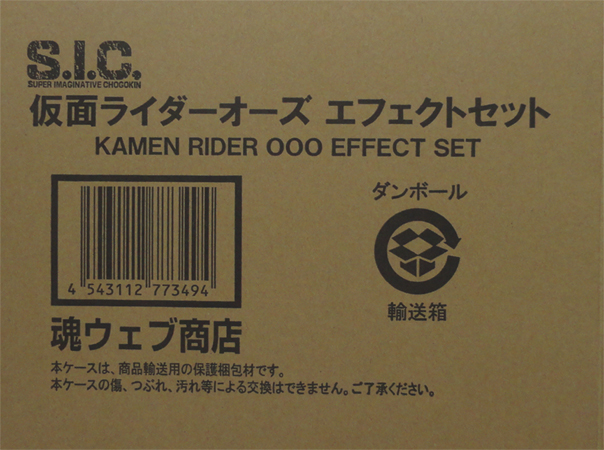 S.I.C.
SUPER IMAGINATIVE CHOGOKIN
仮面ライダーオーズ エフェクトセット
KAMEN RIDER OOO EFFECT SET
ダンボール
4 543112 773494
輸送箱
魂ウェブ商店
本ケースは、商品輸送用の保護梱包材です。
本ケースの傷、つぶれ、汚れ等による交換はできません。ご了承ください。